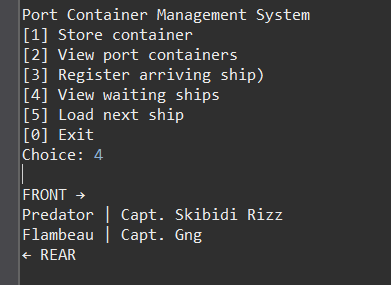 Port Container Management System
[1] Store container
[2] View port containers
[3] Register arriving ship)
[4] View waiting ships
[5] Load next ship
[0] Exit
Choice: 4
FRONT →
Predator | Capt. Skibidi Rizz
Flambeau | Capt. Gng
← REAR